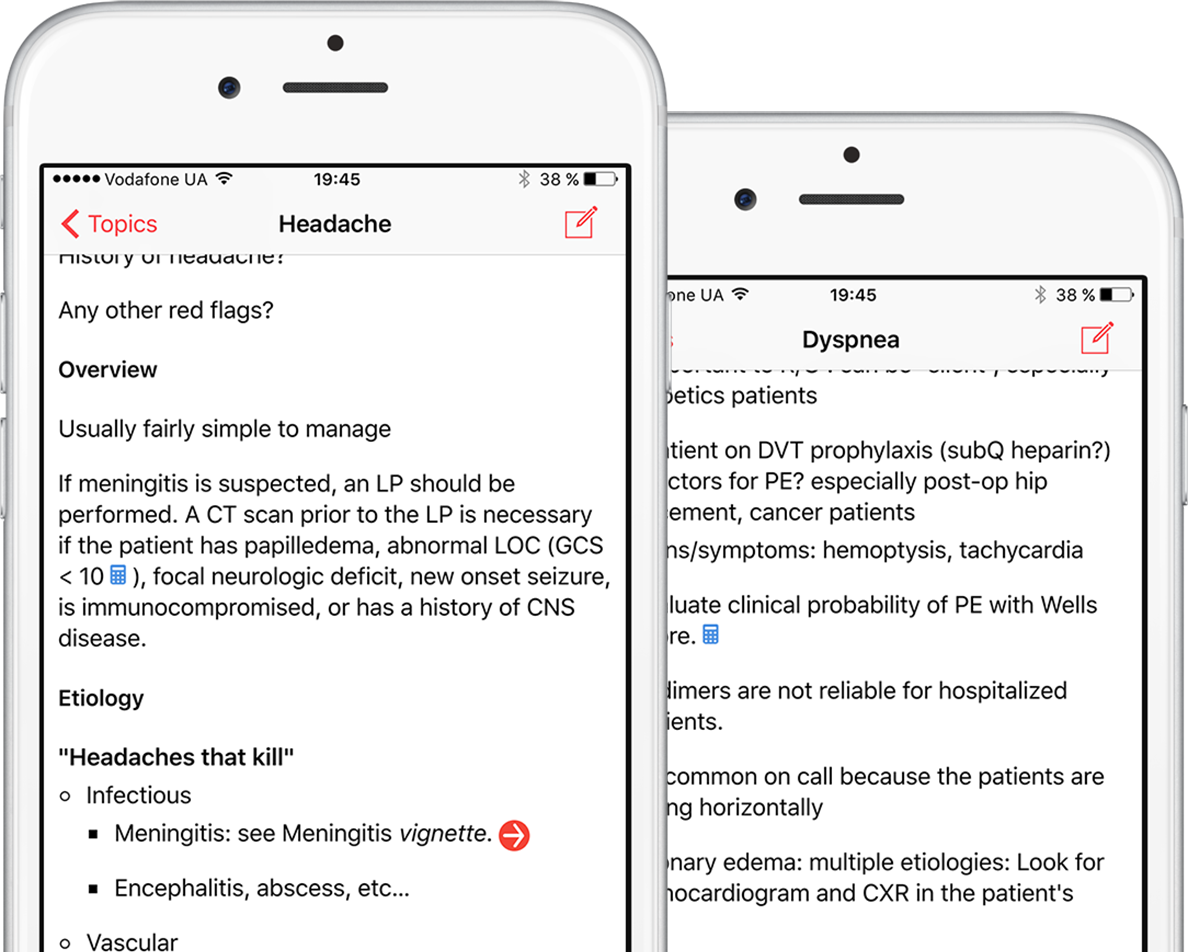 Vodafone UA 19:45 38 %
Topics Headache
History of headache?
Any other red flags?
Overview
Usually fairly simple to manage
If meningitis is suspected, an LP should be
performed. A CT scan prior to the LP is necessary
if the patient has papilledema, abnormal LOC (GCS
< 10 ), focal neurologic deficit, new onset seizure,
is immunocompromised, or has a history of CNS
disease.
Etiology
"Headaches that kill"
Infectious
Meningitis: see Meningitis vignette.
Encephalitis, abscess, etc...
Vascular
one UA 19:45 38 %
s Dyspnea
can be "silent", especially
betics patients
tient on DVT prophylaxis (subQ heparin?)
ctors for PE? especially post-op hip
cement, cancer patients
ns/symptoms: hemoptysis, tachycardia
luate clinical probability of PE with Wells
re.
dimers are not reliable for hospitalized
ients.
common on call because the patients are
ng horizontally
onary edema: multiple etiologies: Look for
hocardiogram and CXR in the patient's